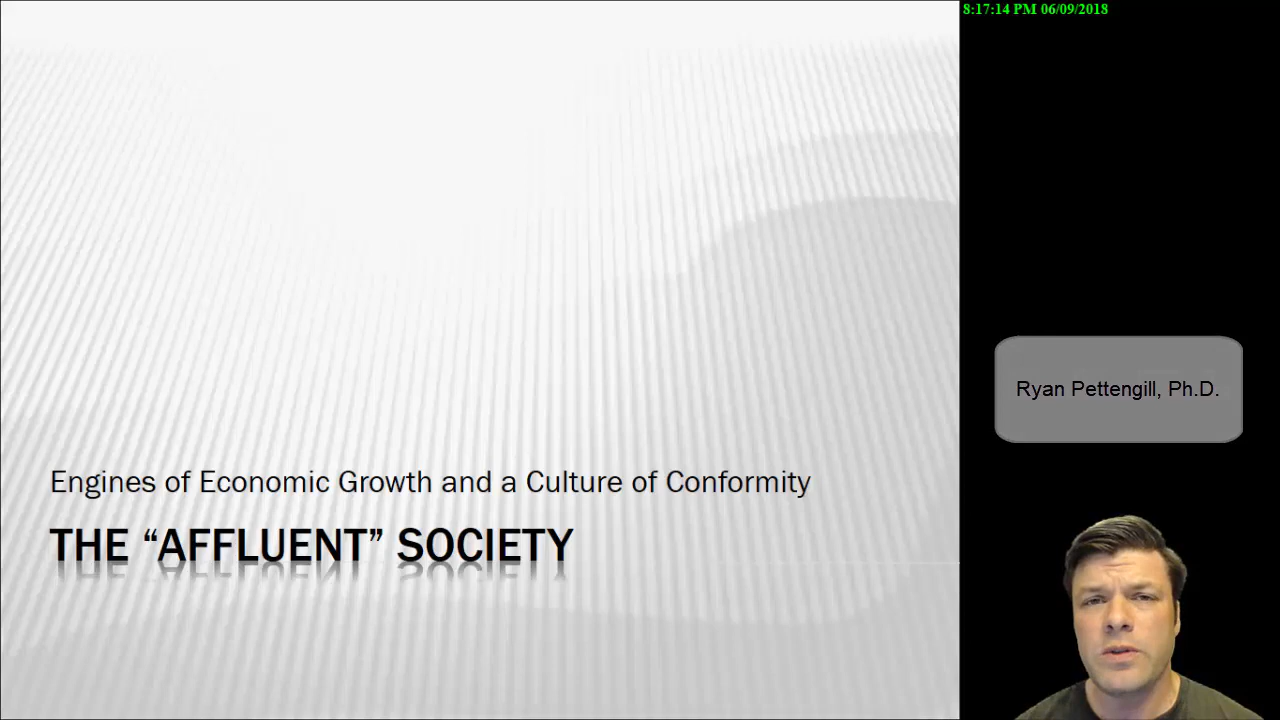 8:17:14 PM 06/09/2018
Ryan Pettengill, Ph.D.
Engines of Economic Growth and a Culture of Conformity
THE “AFFLUENT” SOCIETY